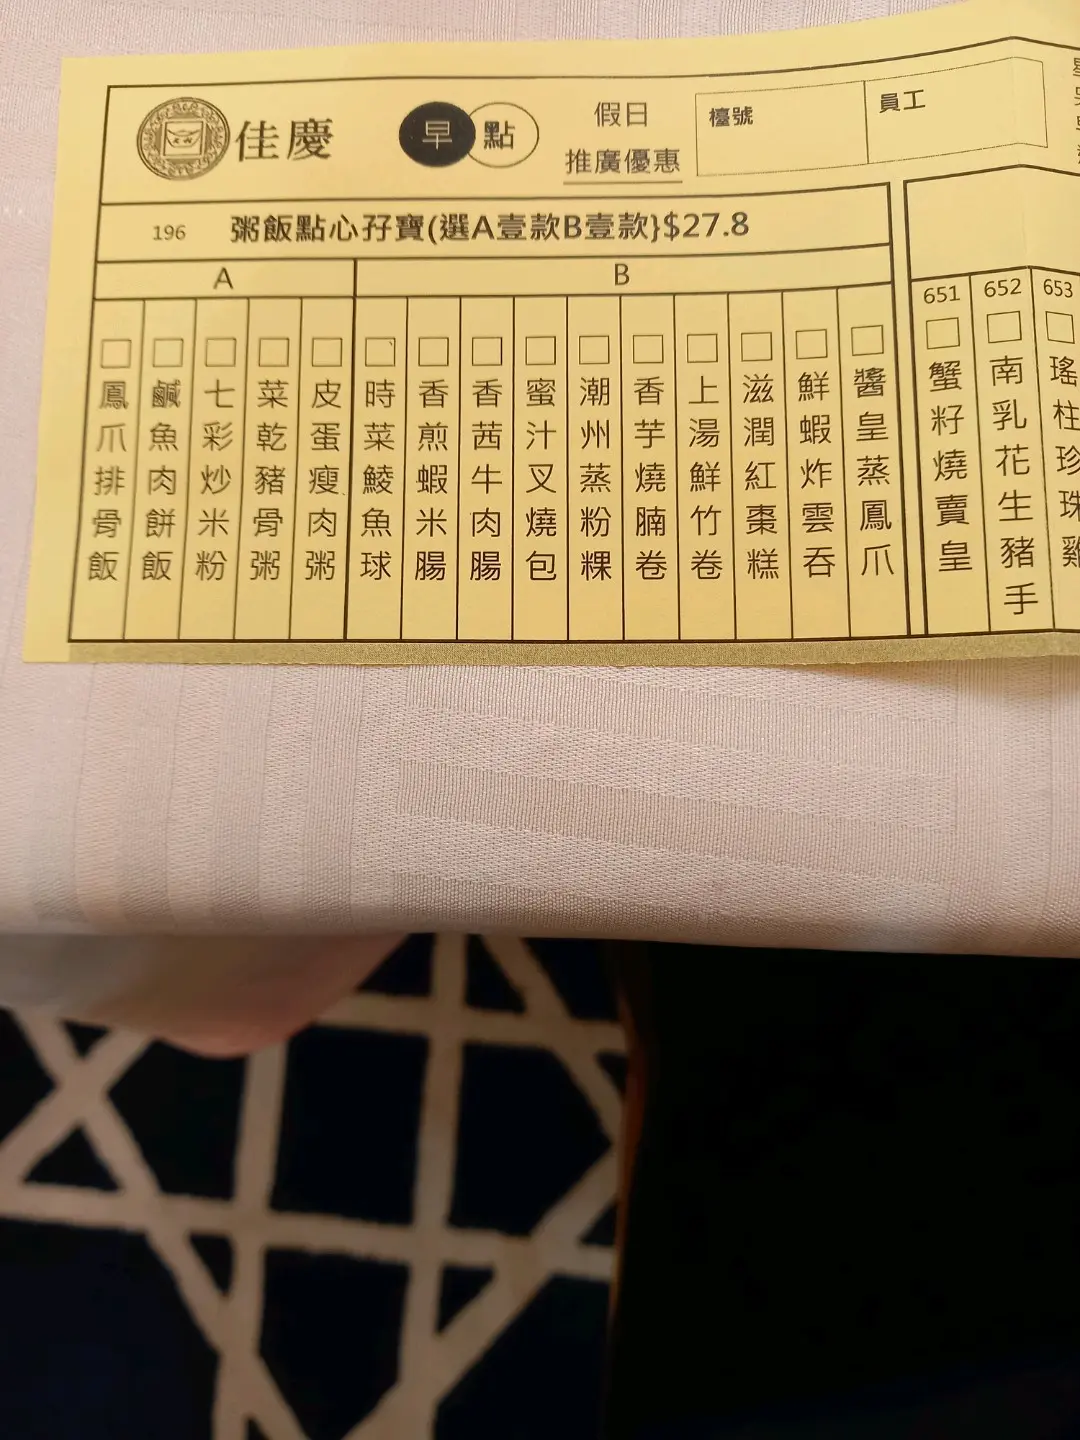 佳慶
早點
假日
推廣優惠
檯號
員工
196 粥飯點心孖寶(選A壹款B壹款}$27.8
A
B
鳳爪排骨飯
鹹魚肉餅飯
七彩炒米粉
菜乾豬骨粥
皮蛋瘦肉粥
時菜鯪魚球
香煎蝦米腸
香茜牛肉腸
蜜汁叉燒包
潮州蒸粉粿
香芋燒腩卷
上湯鮮竹卷
滋潤紅棗糕
鮮蝦炸雲吞
醬皇蒸鳳爪
651
蟹籽燒賣皇
652
南乳花生豬手
653
瑤柱珍珠雞